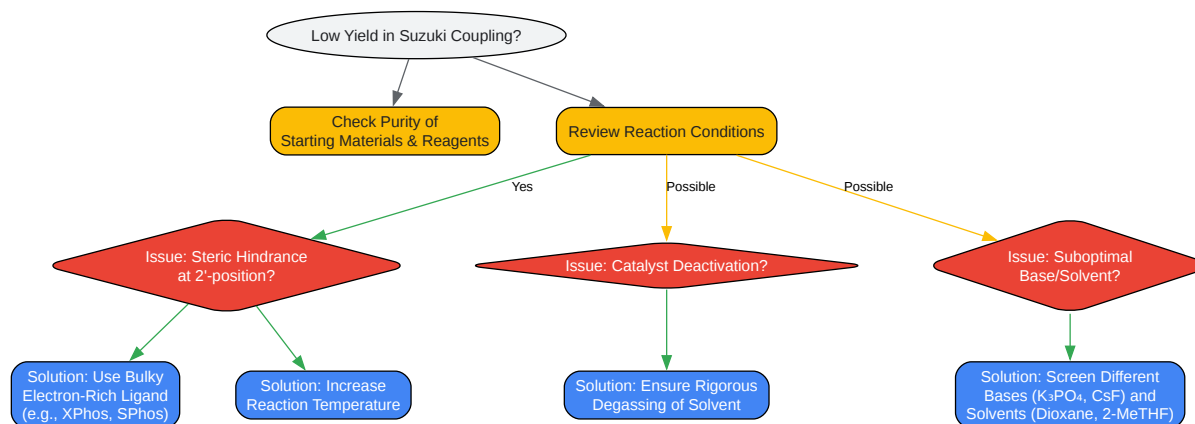 Low Yield in Suzuki Coupling?
Check Purity of
Starting Materials & Reagents
Review Reaction Conditions
Yes
Possible
Possible
Issue: Steric Hindrance
at 2'-position?
Issue: Catalyst Deactivation?
Issue: Suboptimal
Base/Solvent?
Solution: Use Bulky
Electron-Rich Ligand
(e.g., XPhos, SPhos)
Solution: Increase
Reaction Temperature
Solution: Ensure Rigorous
Degassing of Solvent
Solution: Screen Different
Bases (K₃PO₄, CsF) and
Solvents (Dioxane, 2-MeTHF)